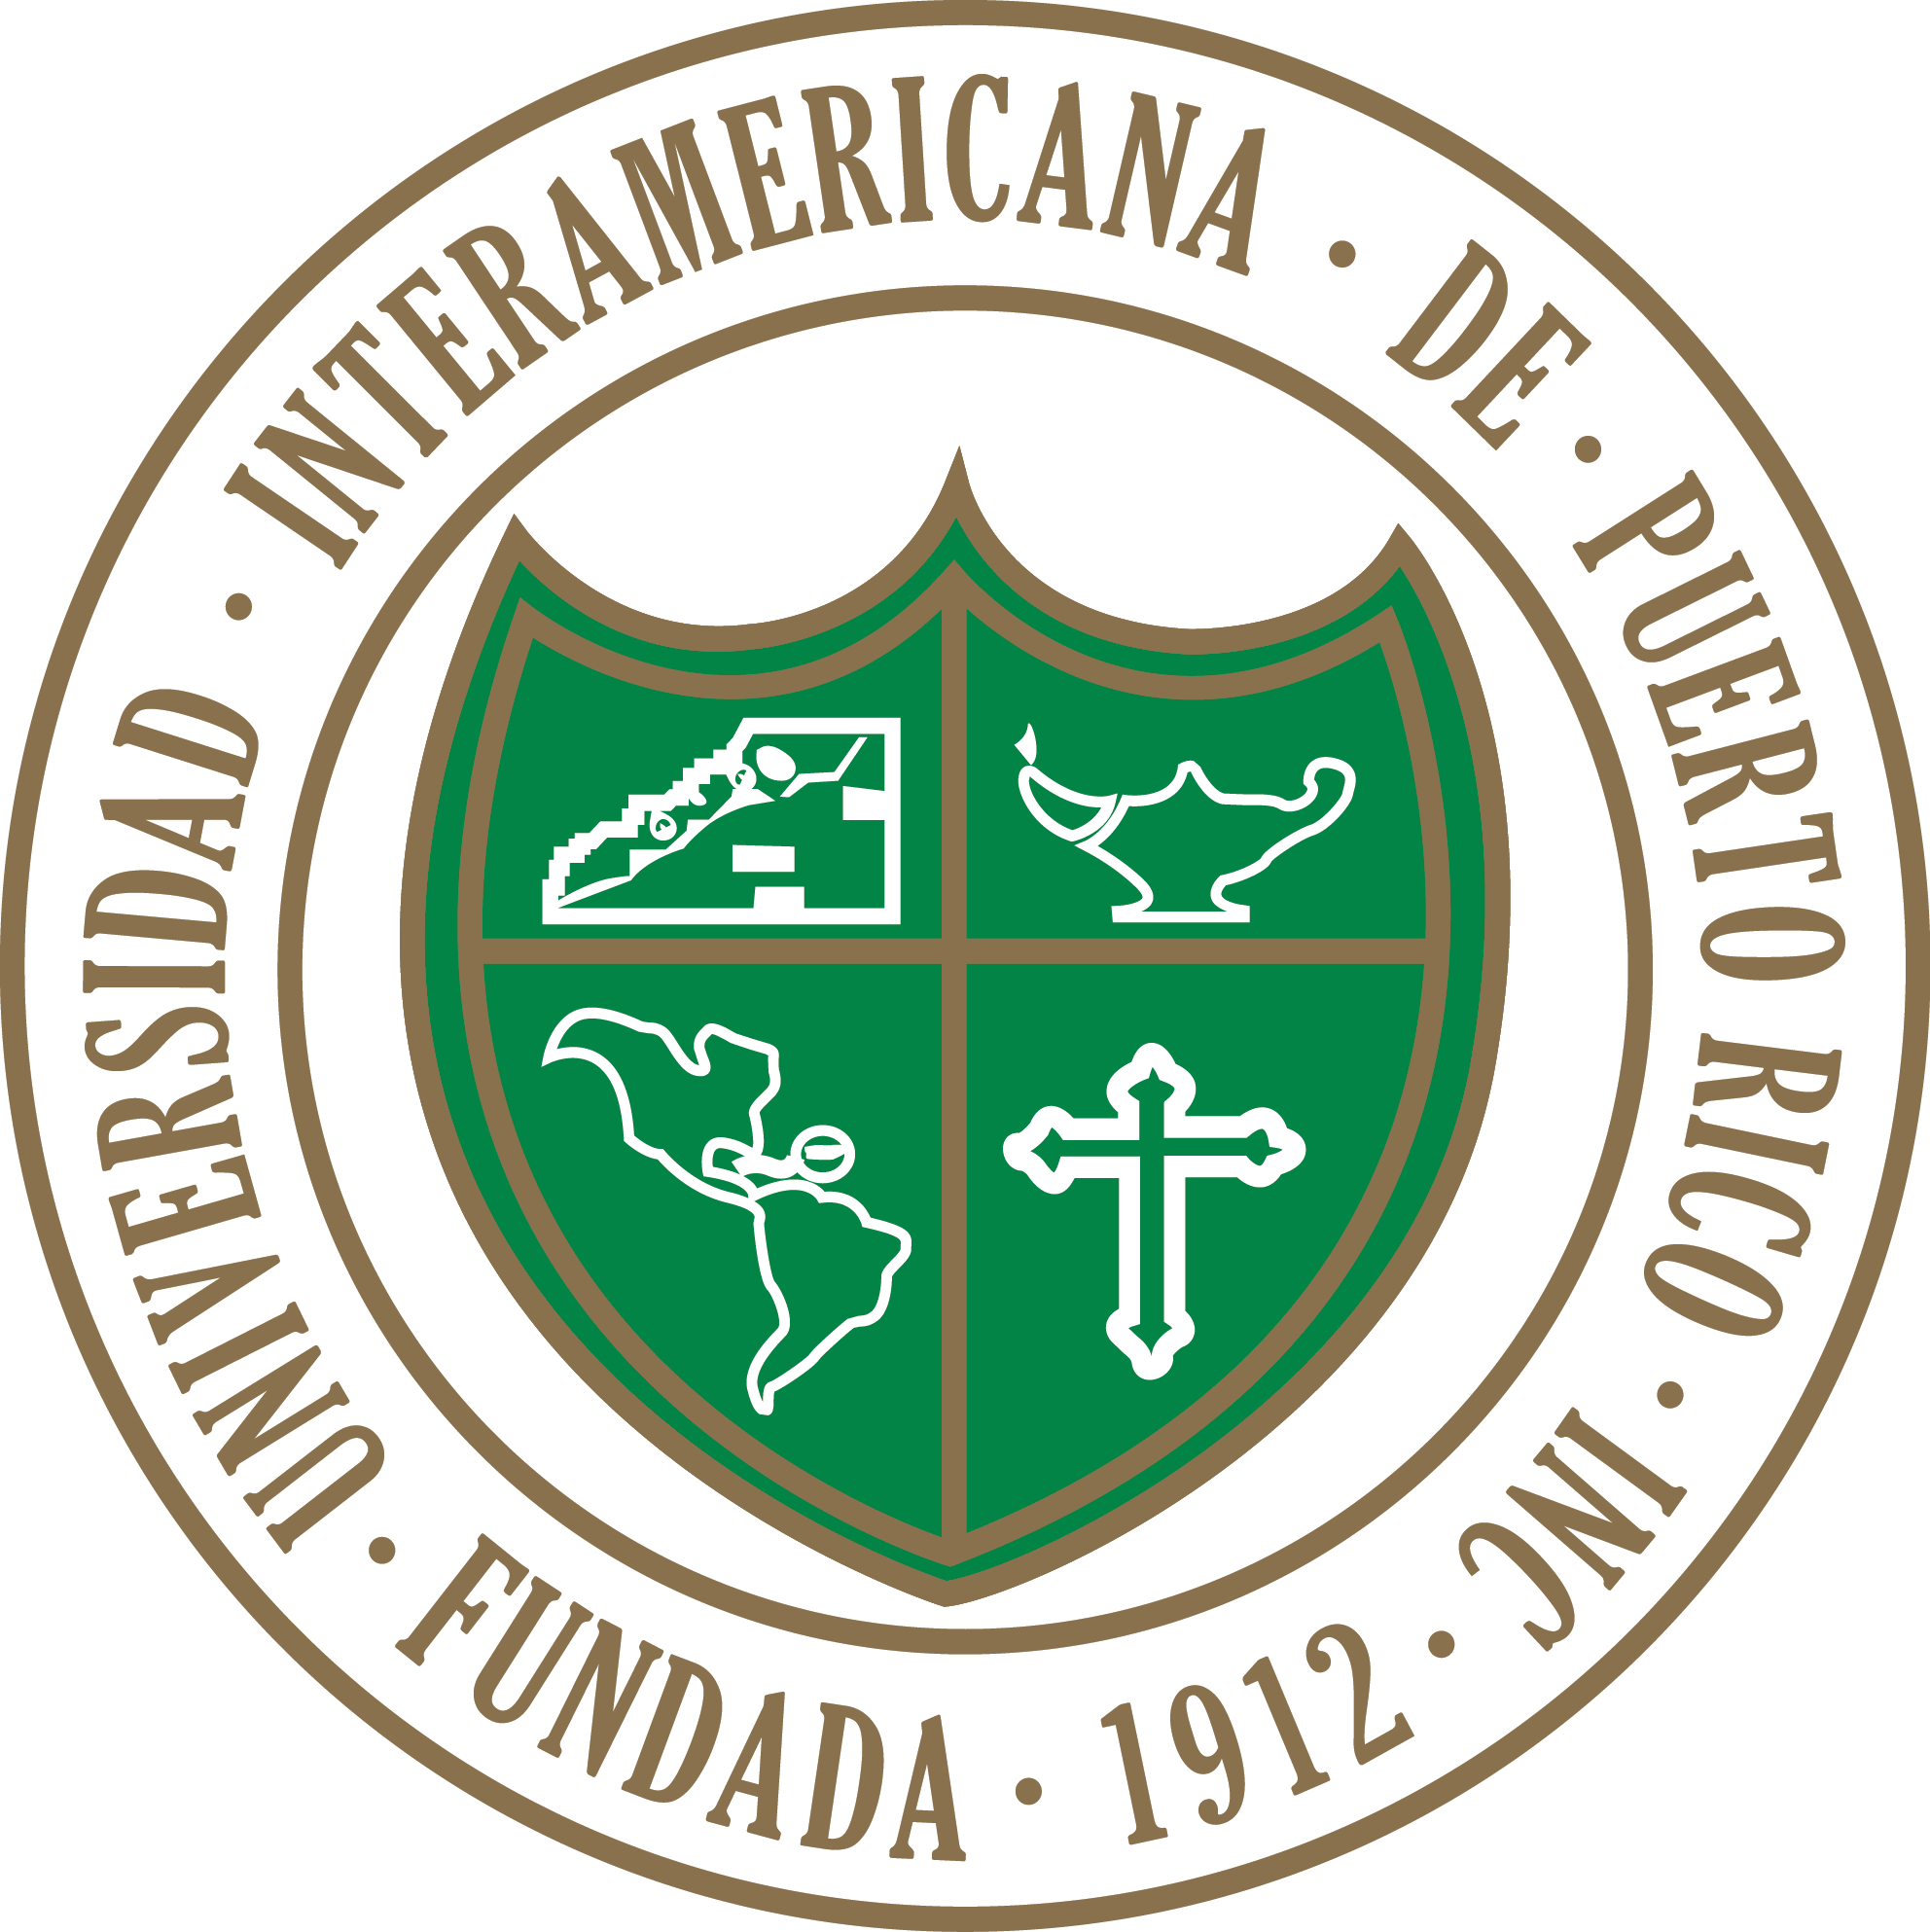 UNIVERSIDAD · INTERAMERICANA · DE · PUERTO RICO · INC ·
FUNDADA · 1912 ·